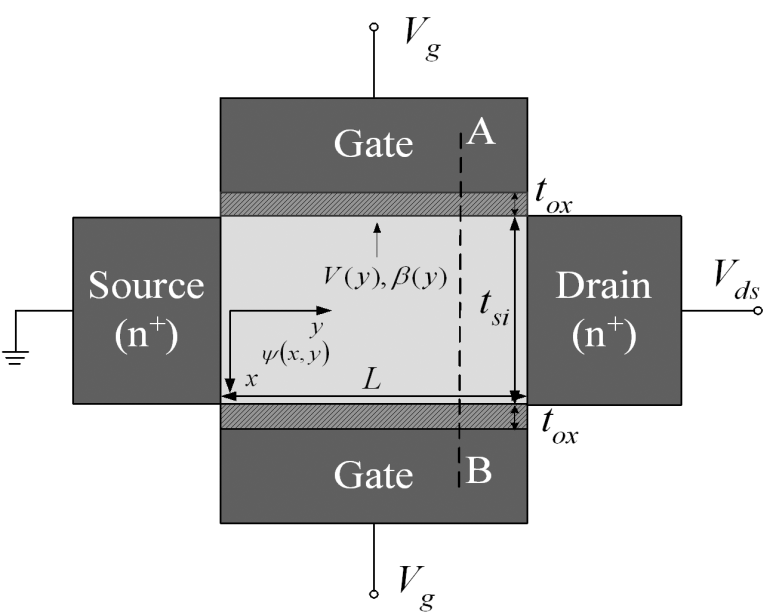 V_g
Gate
A
t_ox
V(y), β(y)
Source
(n⁺)
y
ψ(x, y)
x
L
t_si
Drain
(n⁺)
V_ds
t_ox
Gate
B
V_g